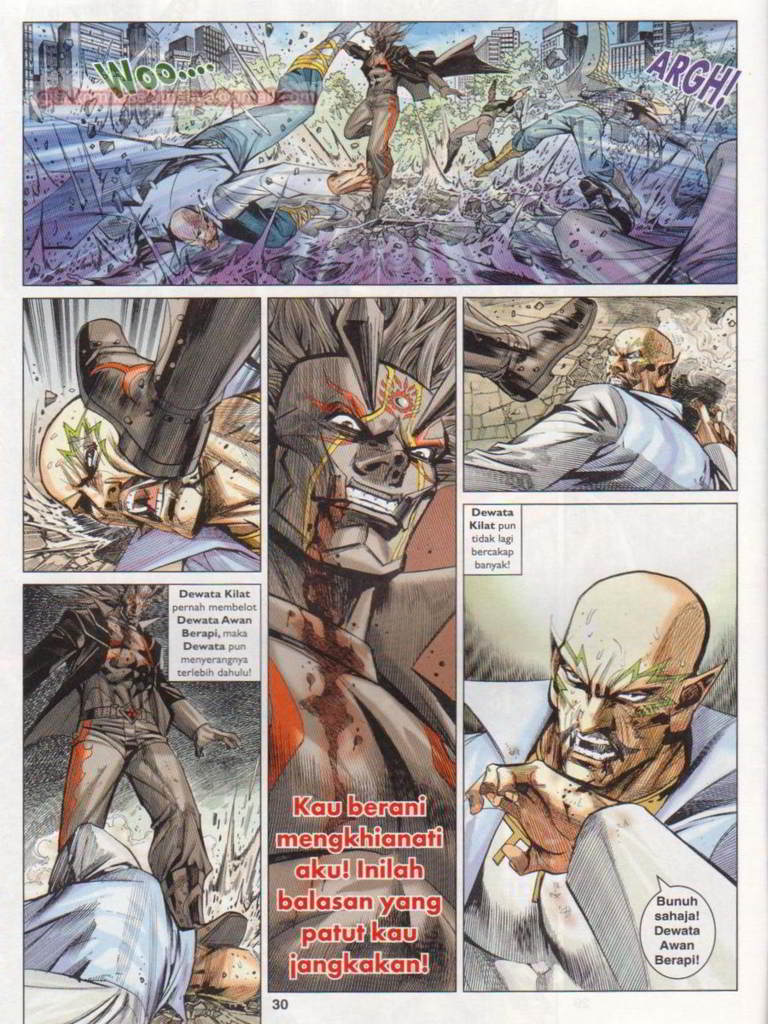 Woo....
ARGH!
Dewata Kilat
pernah membelot
Dewata Awan
Berapi, maka
Dewata pun
menyerangnya
terlebih dahulu!
Kau berani
mengkhianati
aku! Inilah
balasan yang
patut kau
jangkakan!
Dewata
Kilat pun
tidak lagi
bercakap
banyak!
Bunuh
sahaja!
Dewata
Awan
Berapi!
30